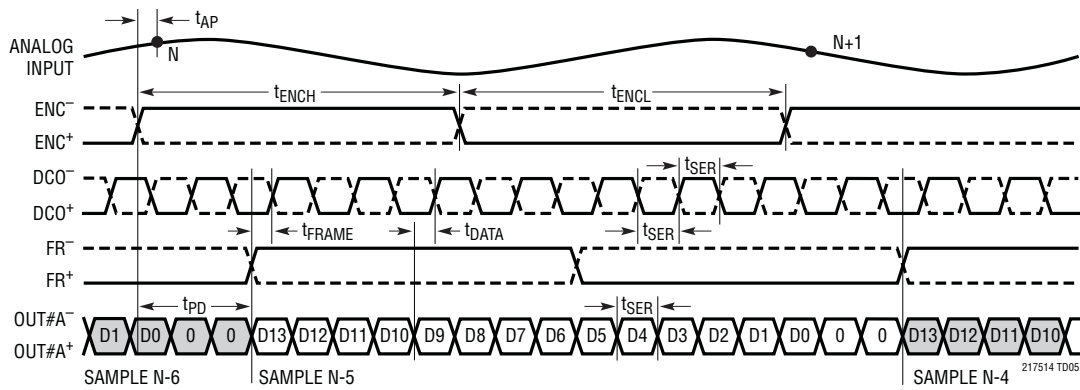 tAP
ANALOG INPUT
N
N+1
tENCH
tENCL
ENC–
ENC+
DCO–
DCO+
tSER
tFRAME
tDATA
tSER
FR–
FR+
tPD
tSER
OUT#A–
OUT#A+
D1 D0 0 0 D13 D12 D11 D10 D9 D8 D7 D6 D5 D4 D3 D2 D1 D0 0 0 D13 D12 D11 D10
SAMPLE N-6
SAMPLE N-5
SAMPLE N-4
217514 TD05